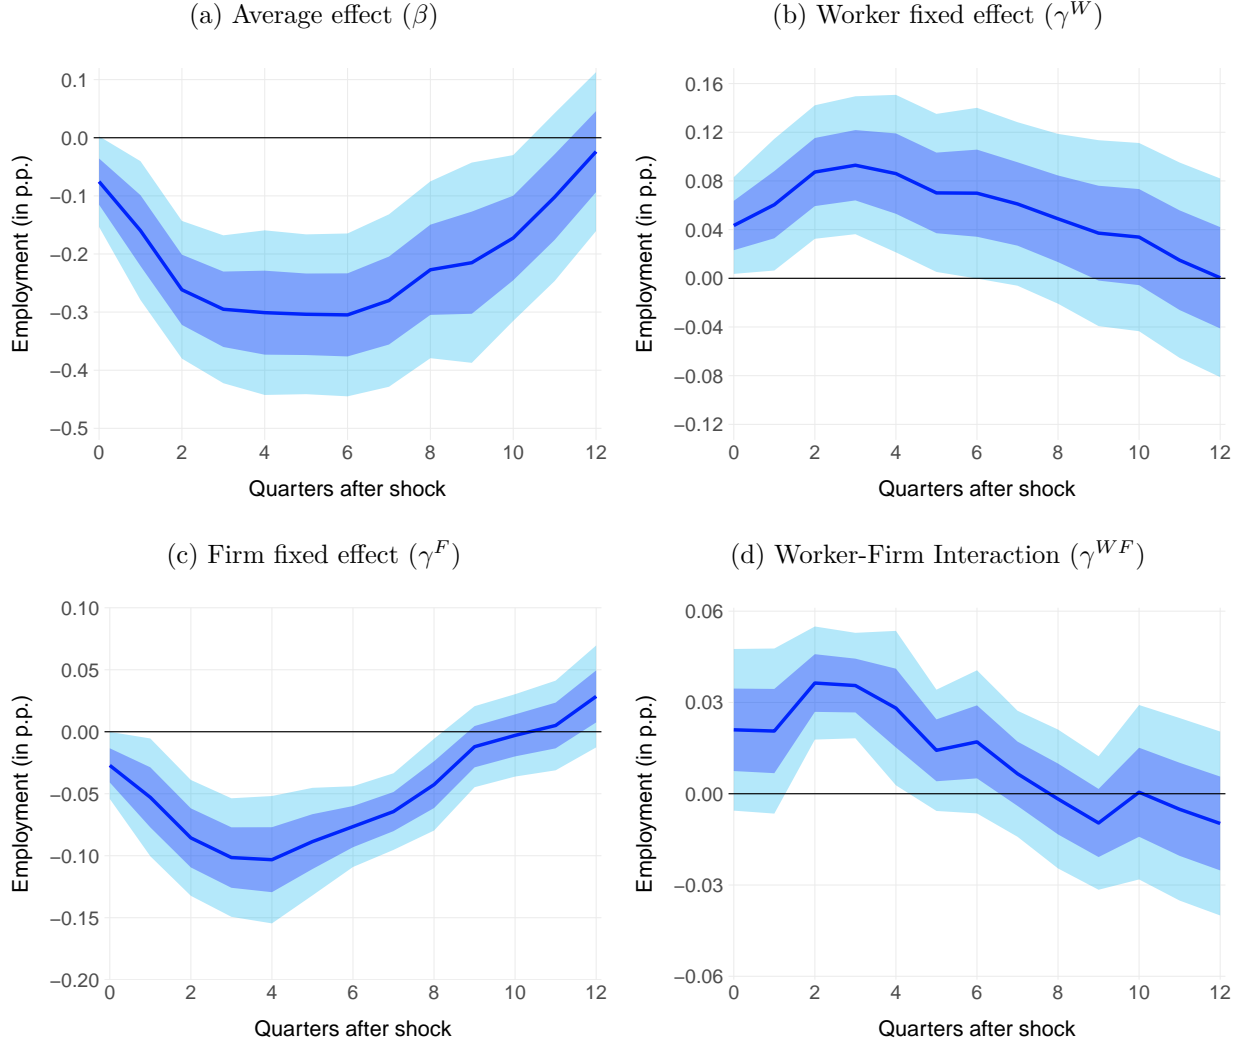 (a) Average effect (β)
0.1
0.0
−0.1
−0.2
−0.3
−0.4
−0.5
Employment (in p.p.)
0 2 4 6 8 10 12
Quarters after shock
(b) Worker fixed effect (γ^W)
0.16
0.12
0.08
0.04
0.00
−0.04
−0.08
−0.12
Employment (in p.p.)
0 2 4 6 8 10 12
Quarters after shock
(c) Firm fixed effect (γ^F)
0.10
0.05
0.00
−0.05
−0.10
−0.15
−0.20
Employment (in p.p.)
0 2 4 6 8 10 12
Quarters after shock
(d) Worker-Firm Interaction (γ^WF)
0.06
0.03
0.00
−0.03
−0.06
Employment (in p.p.)
0 2 4 6 8 10 12
Quarters after shock